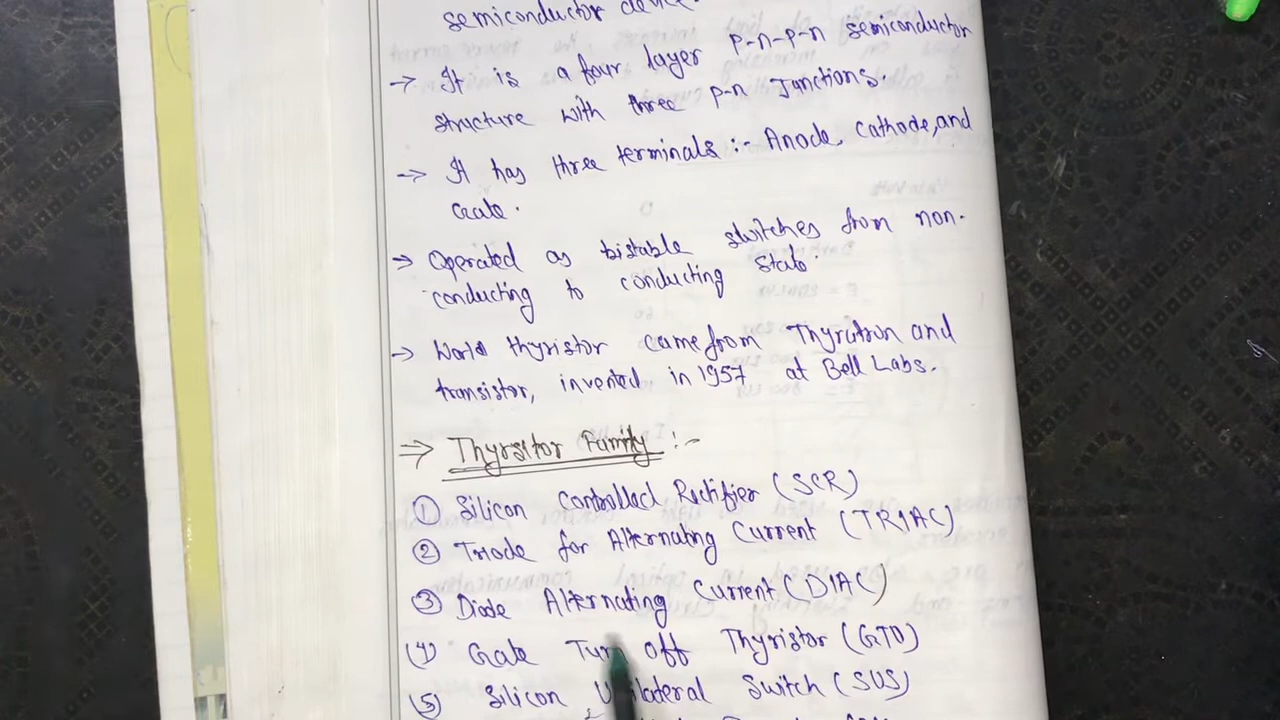 semiconductor device.
→ It is a four layer p-n-p-n semiconductor
structure with three p-n Junctions.
→ It has three terminals :- Anode, Cathode, and
Gate.
→ Operated as bistable switches from non-
conducting to conducting state.
→ World thyristor came from Thyratron and
transistor, invented in 1957 at Bell Labs.
⇒ Thyrsitor Family :-
① Silicon Controlled Rectifier (SCR)
② Triode for Alternating Current (TRIAC)
③ Diode Alternating Current (DIAC)
(4) Gate Turn off Thyristor (GTO)
(5) Silicon Unilateral Switch (SUS)